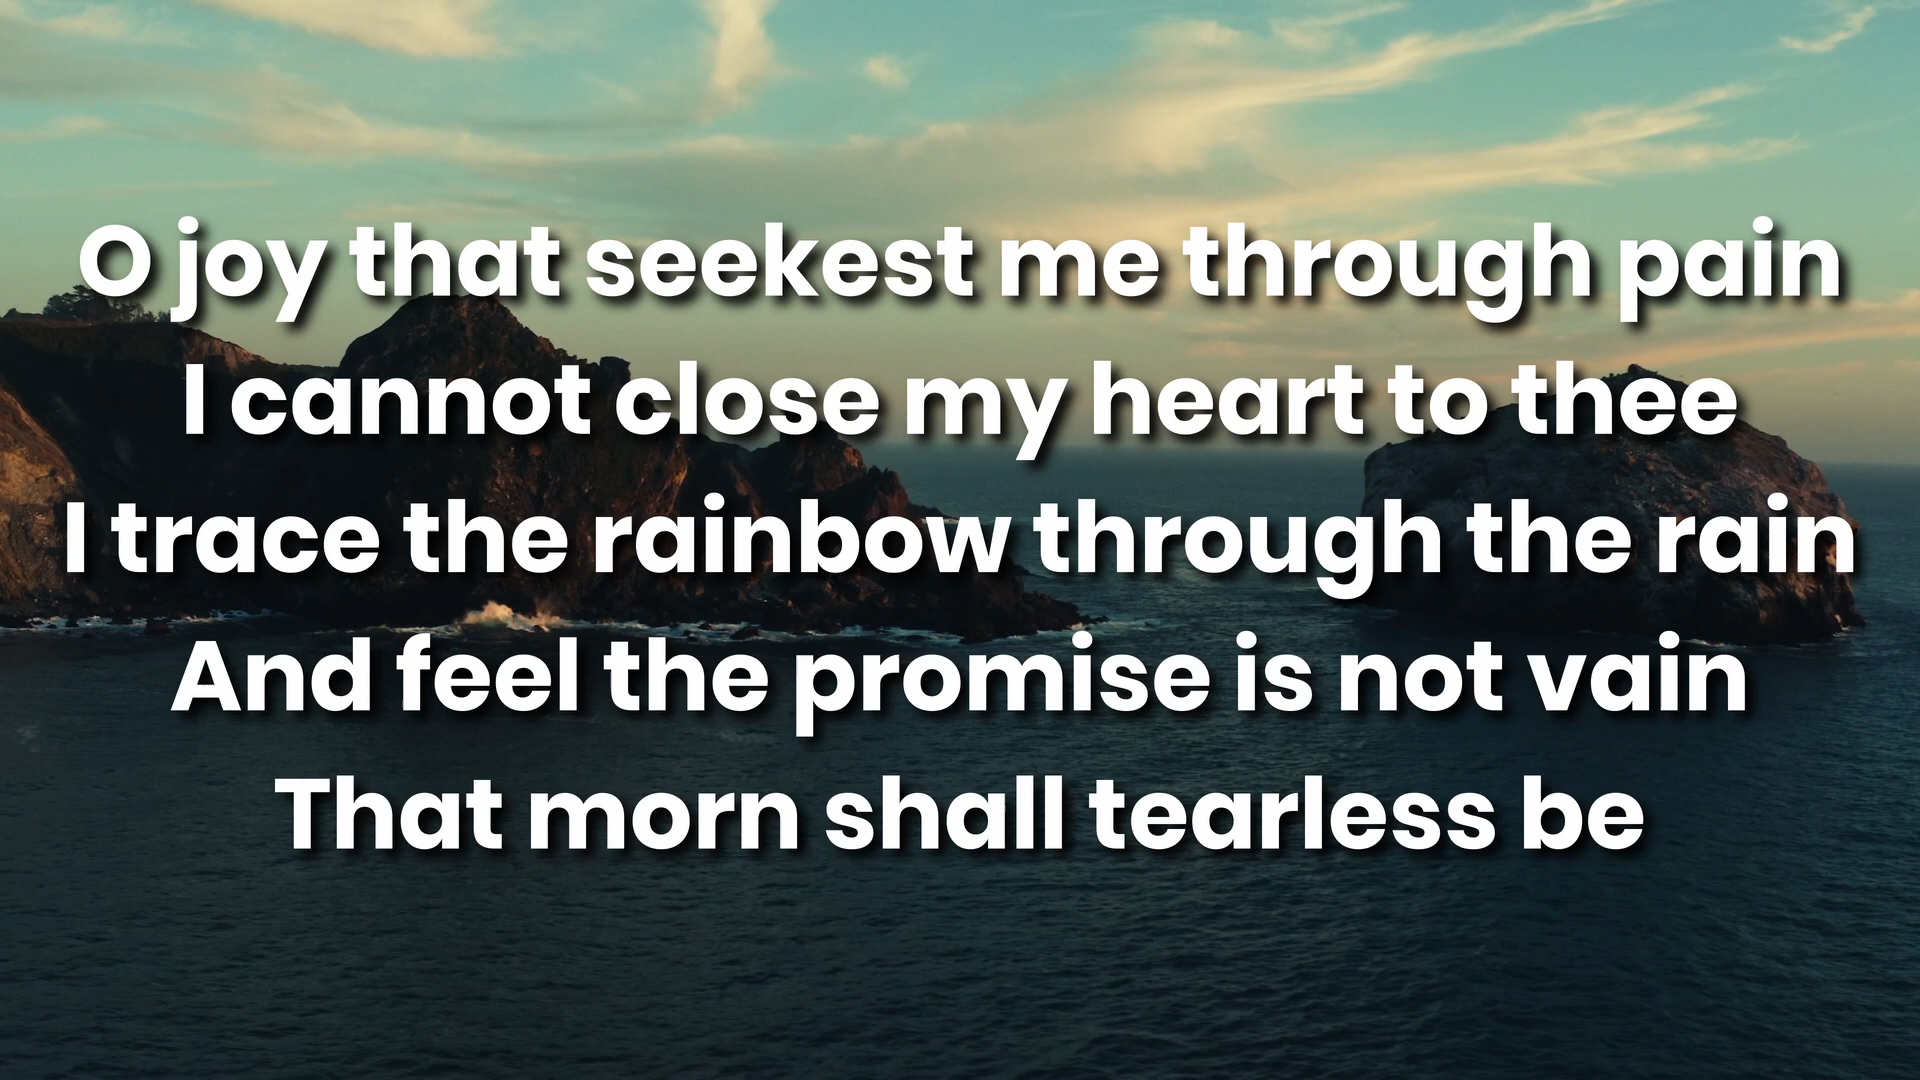 O joy that seekest me through pain
I cannot close my heart to thee
I trace the rainbow through the rain
And feel the promise is not vain
That morn shall tearless be